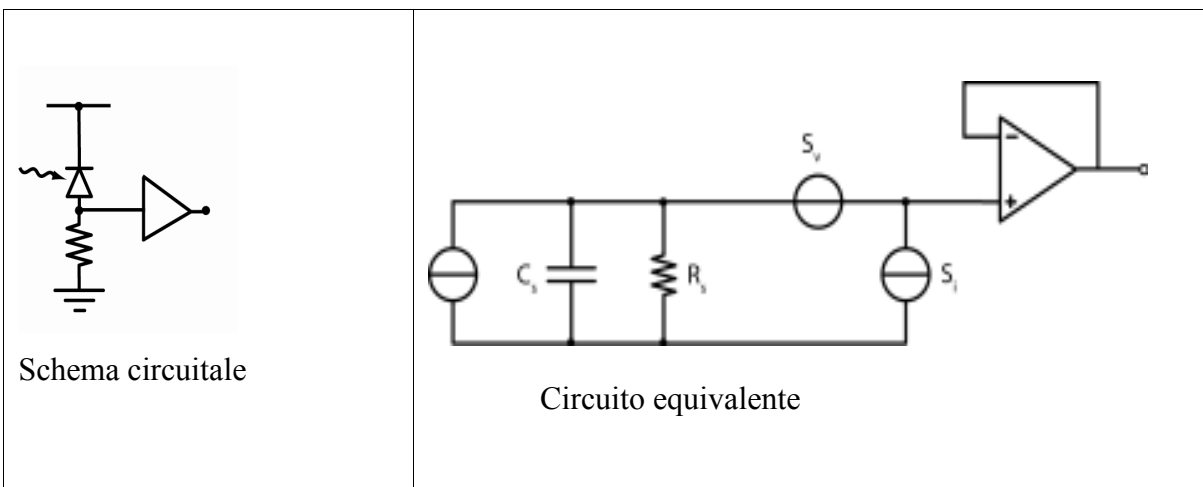 S_v
C_s
R_s
S_i
−
+
Schema circuitale
Circuito equivalente